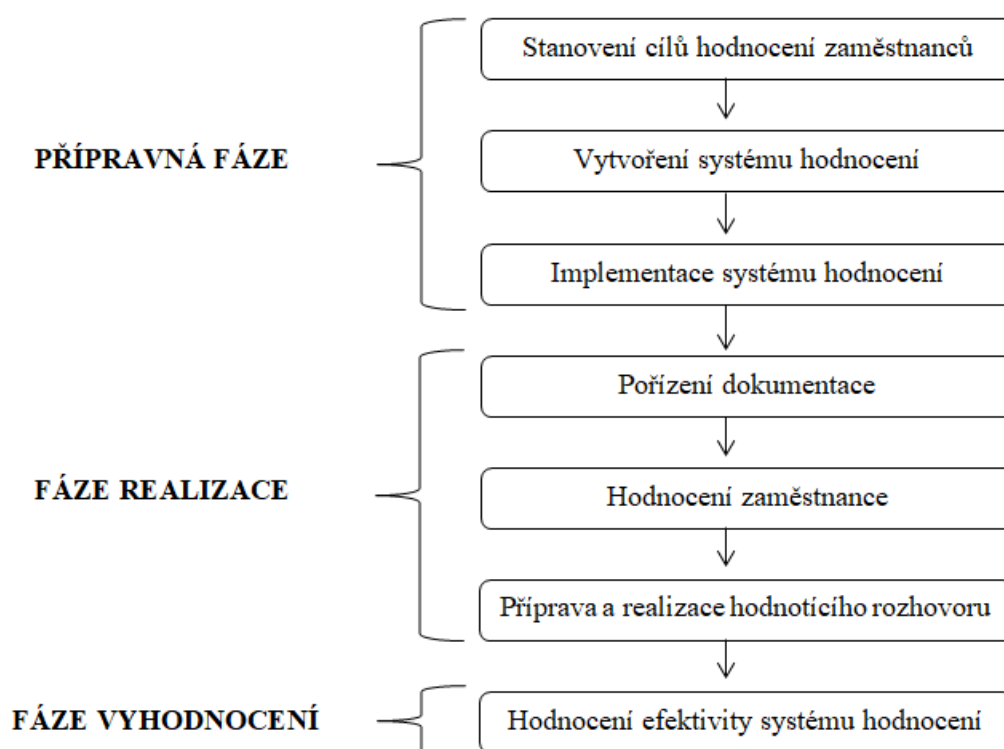 Stanovení cílů hodnocení zaměstnanců
PŘÍPRAVNÁ FÁZE
Vytvoření systému hodnocení
Implementace systému hodnocení
Pořízení dokumentace
FÁZE REALIZACE
Hodnocení zaměstnance
Příprava a realizace hodnotícího rozhovoru
FÁZE VYHODNOCENÍ
Hodnocení efektivity systému hodnocení